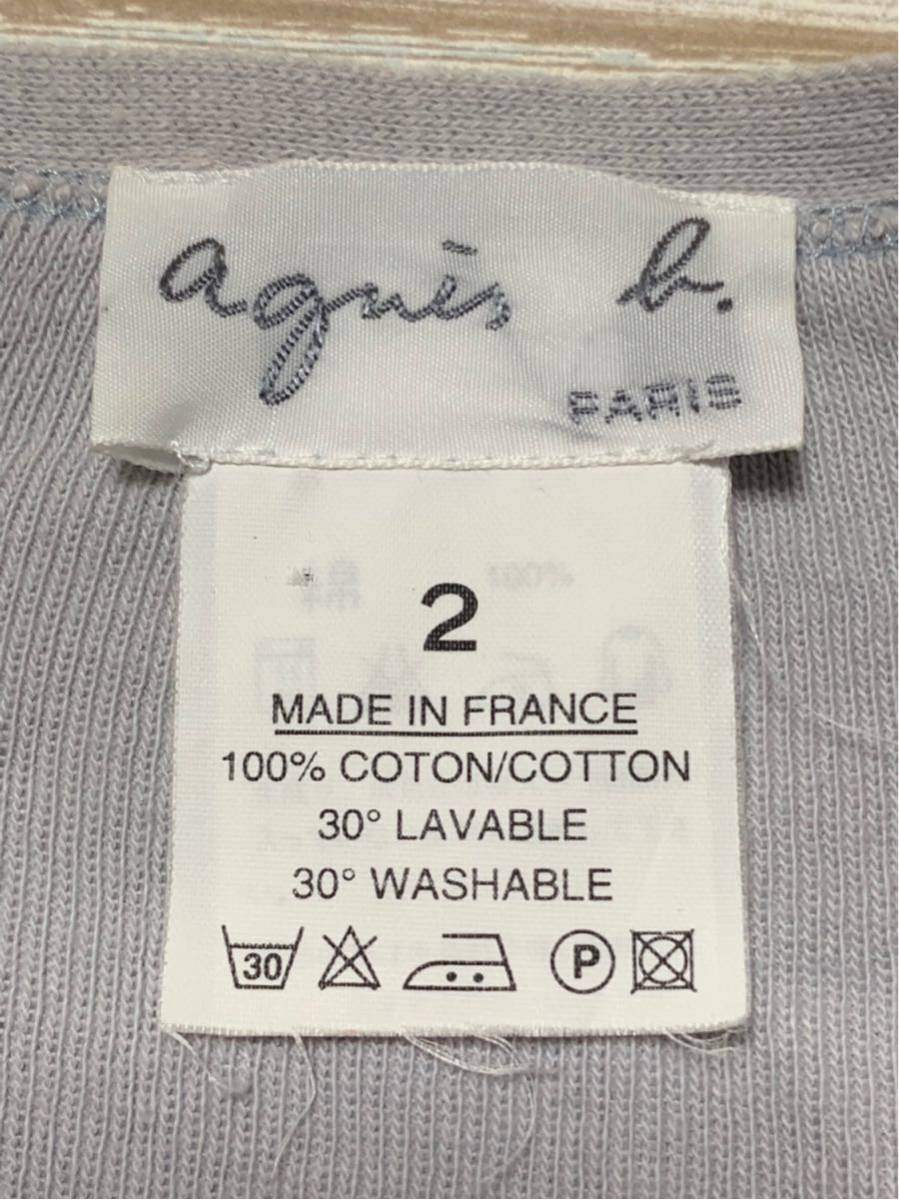 agnès b.
PARIS
2
MADE IN FRANCE
100% COTON/COTTON
30° LAVABLE
30° WASHABLE
30 P